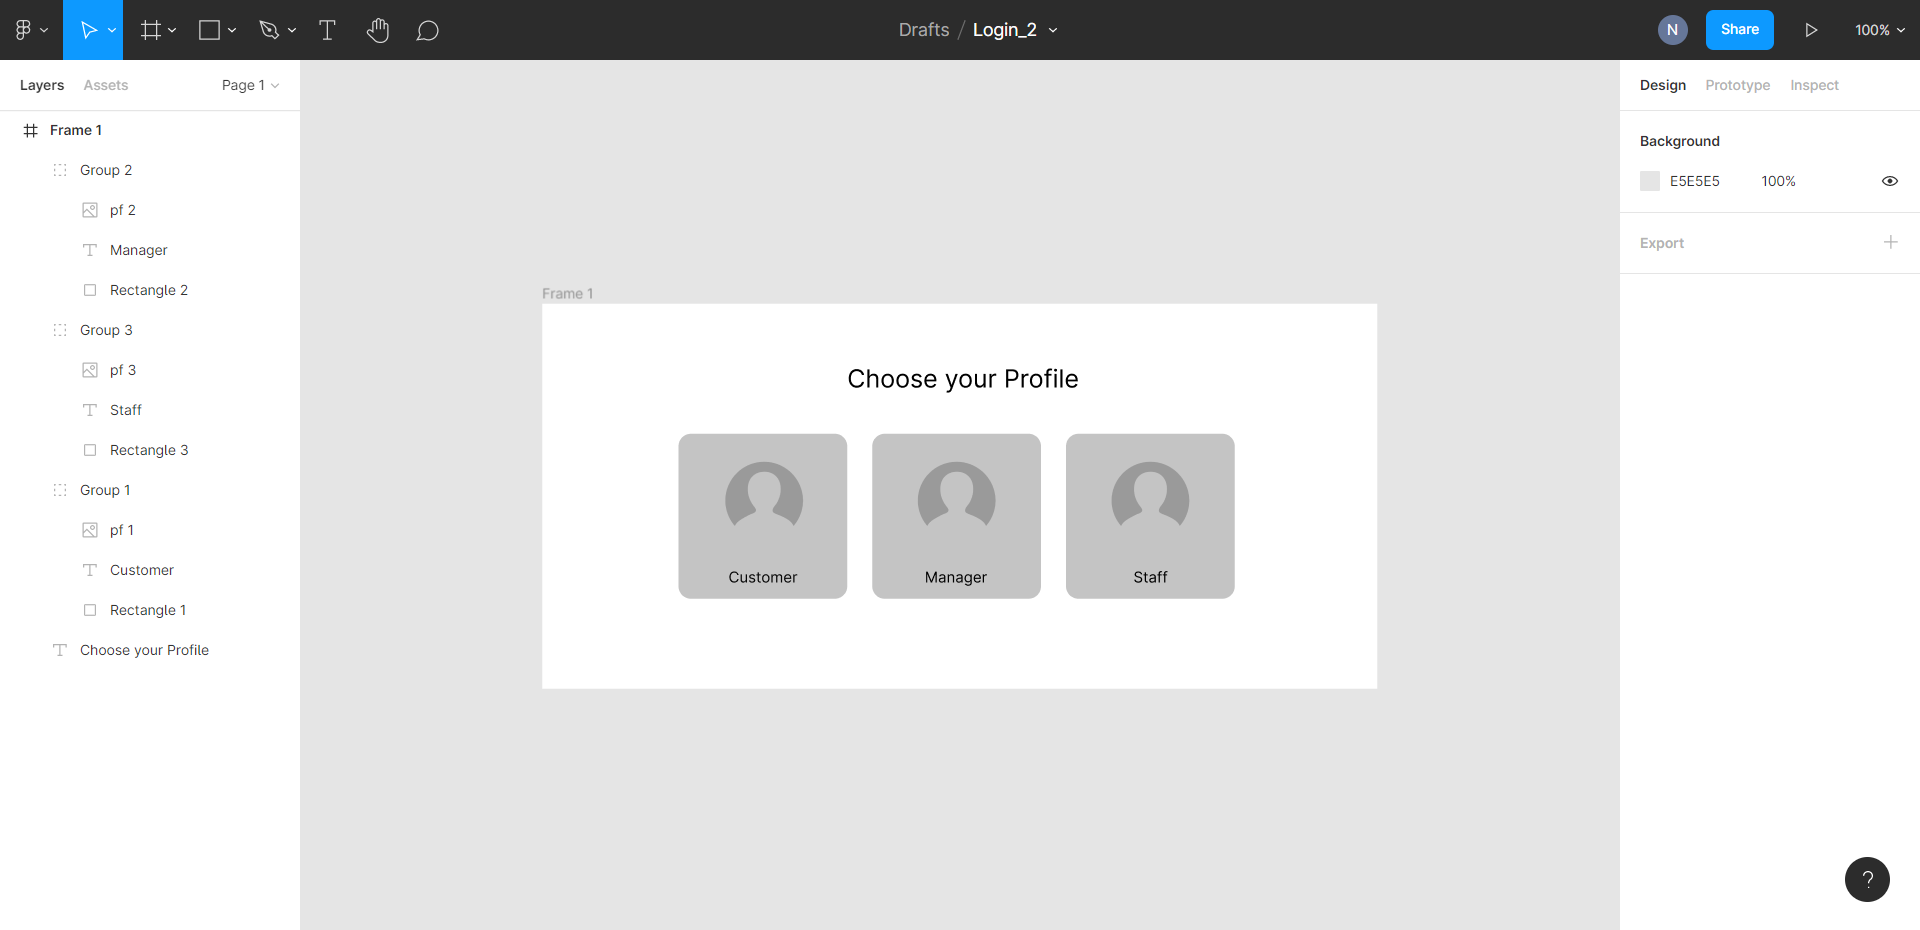 Drafts / Login_2
N
Share
100%
Layers
Assets
Page 1
Frame 1
Group 2
pf 2
Manager
Rectangle 2
Group 3
pf 3
Staff
Rectangle 3
Group 1
pf 1
Customer
Rectangle 1
Choose your Profile
Frame 1
Choose your Profile
Customer
Manager
Staff
Design
Prototype
Inspect
Background
E5E5E5
100%
Export
?